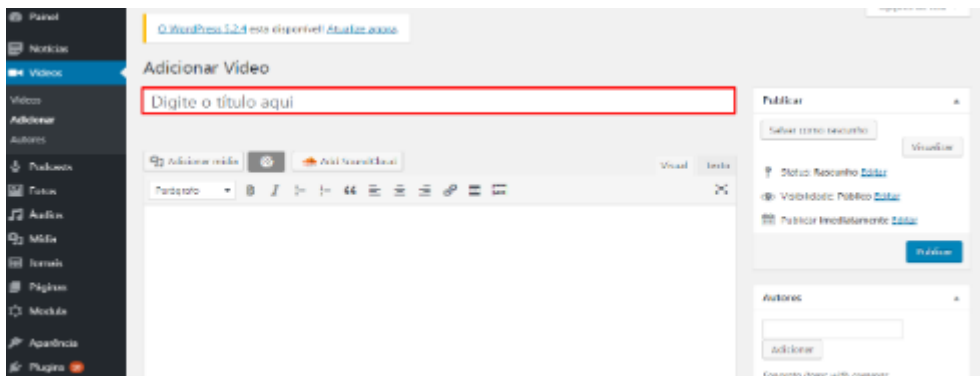 Painel
Notícias
Vídeos
Vídeos
Adicionar
Autores
Podcasts
Fotos
Áudios
Mídia
Jornais
Páginas
Modula
Aparência
Plugins
O WordPress 5.2.4 está disponível! Atualize agora.
Adicionar Vídeo
Digite o título aqui
Adicionar mídia
Add SoundCloud
Visual
Texto
Parágrafo
Publicar
Salvar como rascunho
Visualizar
Status: Rascunho Editar
Visibilidade: Público Editar
Publicar imediatamente Editar
Publicar
Autores
Adicionar